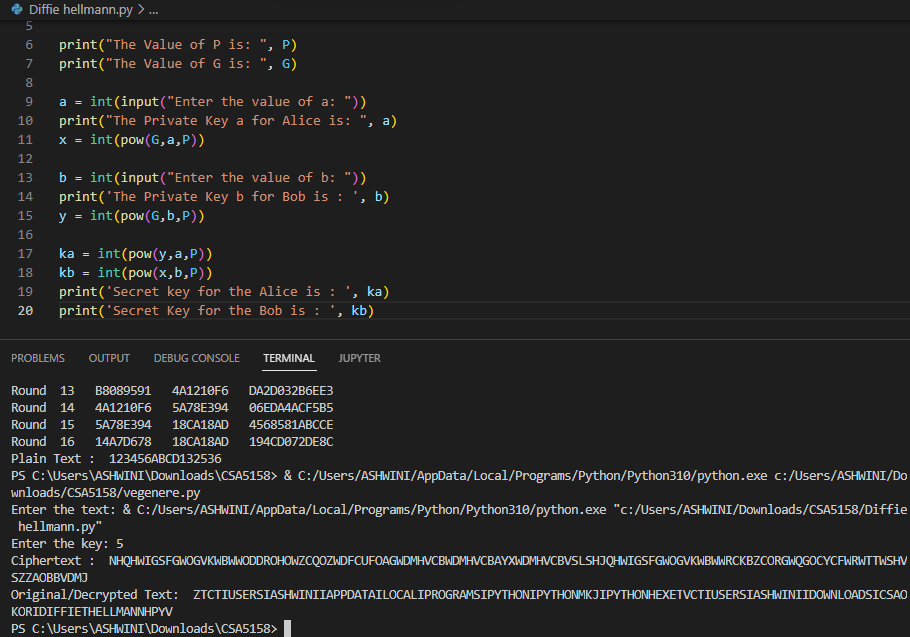 Diffie hellmann.py > ...
5
6 print("The Value of P is: ", P)
7 print("The Value of G is: ", G)
8
9 a = int(input("Enter the value of a: "))
10 print("The Private Key a for Alice is: ", a)
11 x = int(pow(G,a,P))
12
13 b = int(input("Enter the value of b: "))
14 print('The Private Key b for Bob is : ', b)
15 y = int(pow(G,b,P))
16
17 ka = int(pow(y,a,P))
18 kb = int(pow(x,b,P))
19 print('Secret key for the Alice is : ', ka)
20 print('Secret Key for the Bob is : ', kb)
PROBLEMS OUTPUT DEBUG CONSOLE TERMINAL JUPYTER
Round 13 B8089591 4A1210F6 DA2D032B6EE3
Round 14 4A1210F6 5A78E394 06EDA4ACF5B5
Round 15 5A78E394 18CA18AD 4568581ABCCE
Round 16 14A7D678 18CA18AD 194CD072DE8C
Plain Text : 123456ABCD132536
PS C:\Users\ASHWINI\Downloads\CSA5158> & C:/Users/ASHWINI/AppData/Local/Programs/Python/Python310/python.exe c:/Users/ASHWINI/Do
wnloads/CSA5158/vegenere.py
Enter the text: & C:/Users/ASHWINI/AppData/Local/Programs/Python/Python310/python.exe "c:/Users/ASHWINI/Downloads/CSA5158/Diffie
hellmann.py"
Enter the key: 5
Ciphertext : NHQHWIGSFGWOGVKWBWWODDROHOWZCQOZWDFCUFOAGWDMHVCBWDMHVCBAYXWDMHVCBVSLSHJQHWIGSFGWOGVKWBWWRCKBZCORGWQGOCYCFWRWTTWSHV
SZZAOBBVDMJ
Original/Decrypted Text: ZTCTIUSERSIASHWINIIAPPDATAILOCALIPROGRAMSIPYTHONIPYTHONMKJIPYTHONHEXETVCTIUSERSIASHWINIIDOWNLOADSICSAO
KORIDIFFIETHELLMANNHPYV
PS C:\Users\ASHWINI\Downloads\CSA5158>